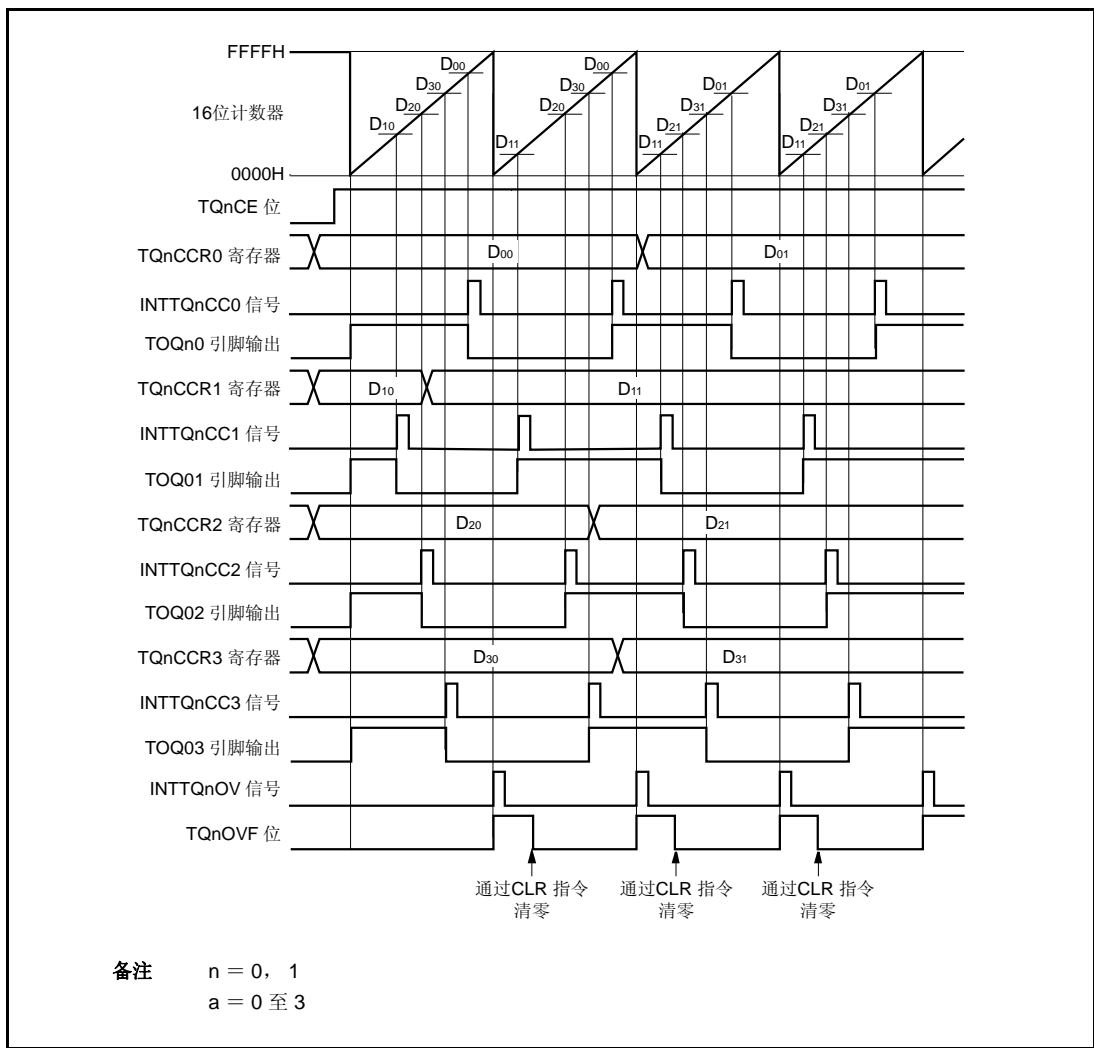 FFFFH
D00 D00
D30 D30 D01 D01
16位计数器
D20 D20 D31 D31
D10 D21 D21
D11 D11 D11
0000H
TQnCE 位
TQnCCR0 寄存器 D00 D01
INTTQnCC0 信号
TOQn0 引脚输出
TQnCCR1 寄存器 D10 D11
INTTQnCC1 信号
TOQ01 引脚输出
TQnCCR2 寄存器 D20 D21
INTTQnCC2 信号
TOQ02 引脚输出
TQnCCR3 寄存器 D30 D31
INTTQnCC3 信号
TOQ03 引脚输出
INTTQnOV 信号
TQnOVF 位
通过CLR 指令 通过CLR 指令 通过CLR 指令
清零 清零 清零
备注 n = 0, 1
a = 0 至 3